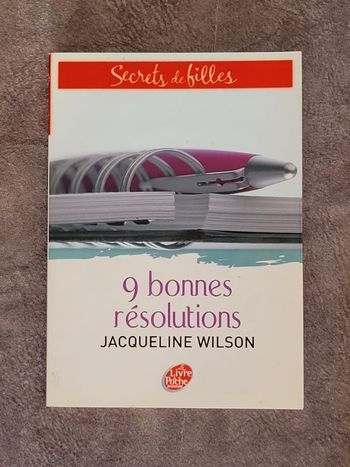 Secrets de filles
9 bonnes
résolutions
JACQUELINE WILSON
Le
Livre
de
Poche